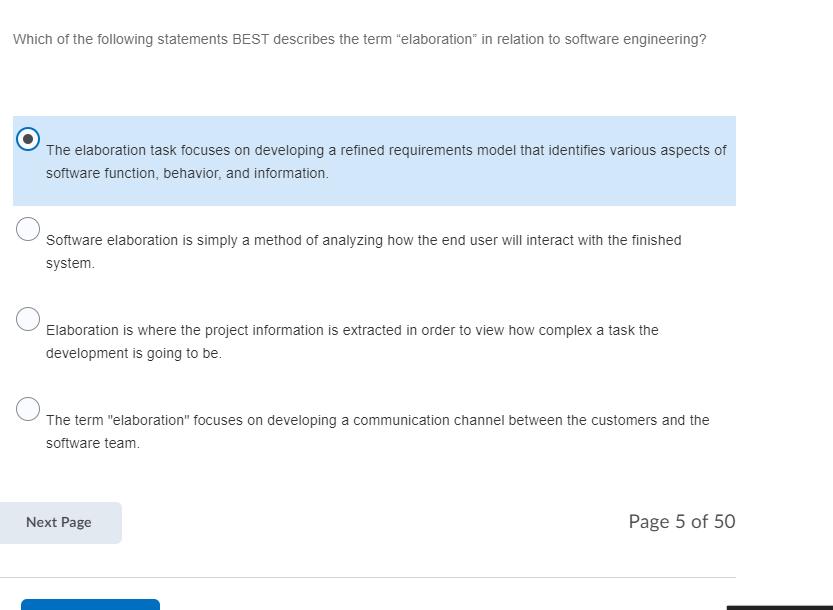 Which of the following statements BEST describes the term “elaboration” in relation to software engineering?
The elaboration task focuses on developing a refined requirements model that identifies various aspects of
software function, behavior, and information.
Software elaboration is simply a method of analyzing how the end user will interact with the finished
system.
Elaboration is where the project information is extracted in order to view how complex a task the
development is going to be.
The term "elaboration" focuses on developing a communication channel between the customers and the
software team.
Next Page
Page 5 of 50